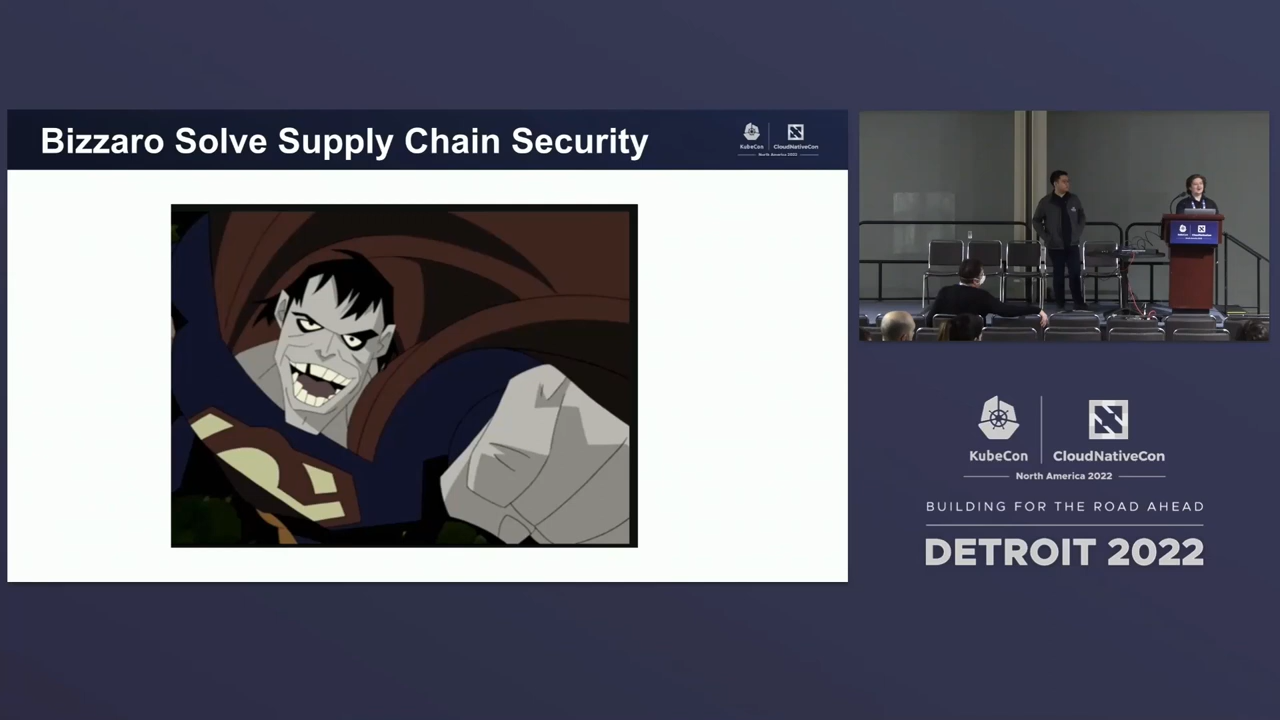 Bizzaro Solve Supply Chain Security
KubeCon CloudNativeCon
North America 2022
KubeCon CloudNativeCon
North America 2022
BUILDING FOR THE ROAD AHEAD
DETROIT 2022